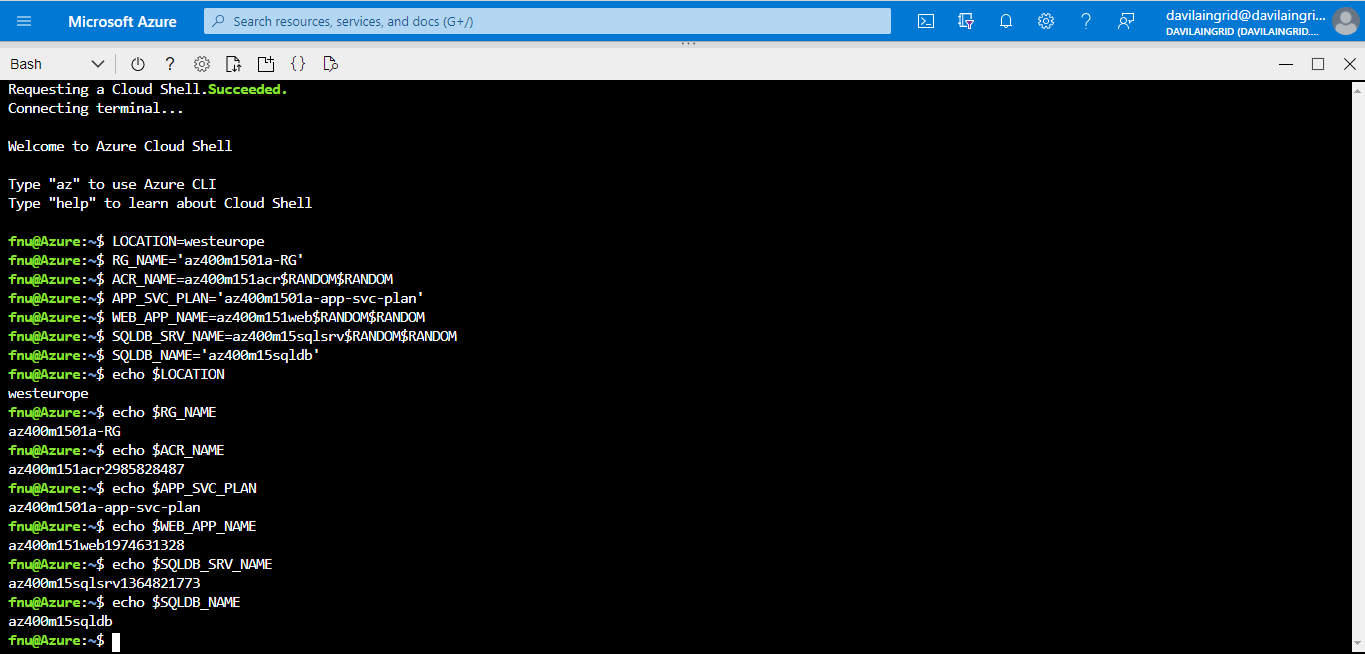 Microsoft Azure
Search resources, services, and docs (G+/)
davilaingrid@davilaingri...
DAVILAINGRID (DAVILAINGRID....
Bash
Requesting a Cloud Shell.Succeeded.
Connecting terminal...
Welcome to Azure Cloud Shell
Type "az" to use Azure CLI
Type "help" to learn about Cloud Shell
fnu@Azure:~$ LOCATION=westeurope
fnu@Azure:~$ RG_NAME='az400m1501a-RG'
fnu@Azure:~$ ACR_NAME=az400m151acr$RANDOM$RANDOM
fnu@Azure:~$ APP_SVC_PLAN='az400m1501a-app-svc-plan'
fnu@Azure:~$ WEB_APP_NAME=az400m151web$RANDOM$RANDOM
fnu@Azure:~$ SQLDB_SRV_NAME=az400m15sqlsrv$RANDOM$RANDOM
fnu@Azure:~$ SQLDB_NAME='az400m15sqldb'
fnu@Azure:~$ echo $LOCATION
westeurope
fnu@Azure:~$ echo $RG_NAME
az400m1501a-RG
fnu@Azure:~$ echo $ACR_NAME
az400m151acr2985828487
fnu@Azure:~$ echo $APP_SVC_PLAN
az400m1501a-app-svc-plan
fnu@Azure:~$ echo $WEB_APP_NAME
az400m151web1974631328
fnu@Azure:~$ echo $SQLDB_SRV_NAME
az400m15sqlsrv1364821773
fnu@Azure:~$ echo $SQLDB_NAME
az400m15sqldb
fnu@Azure:~$